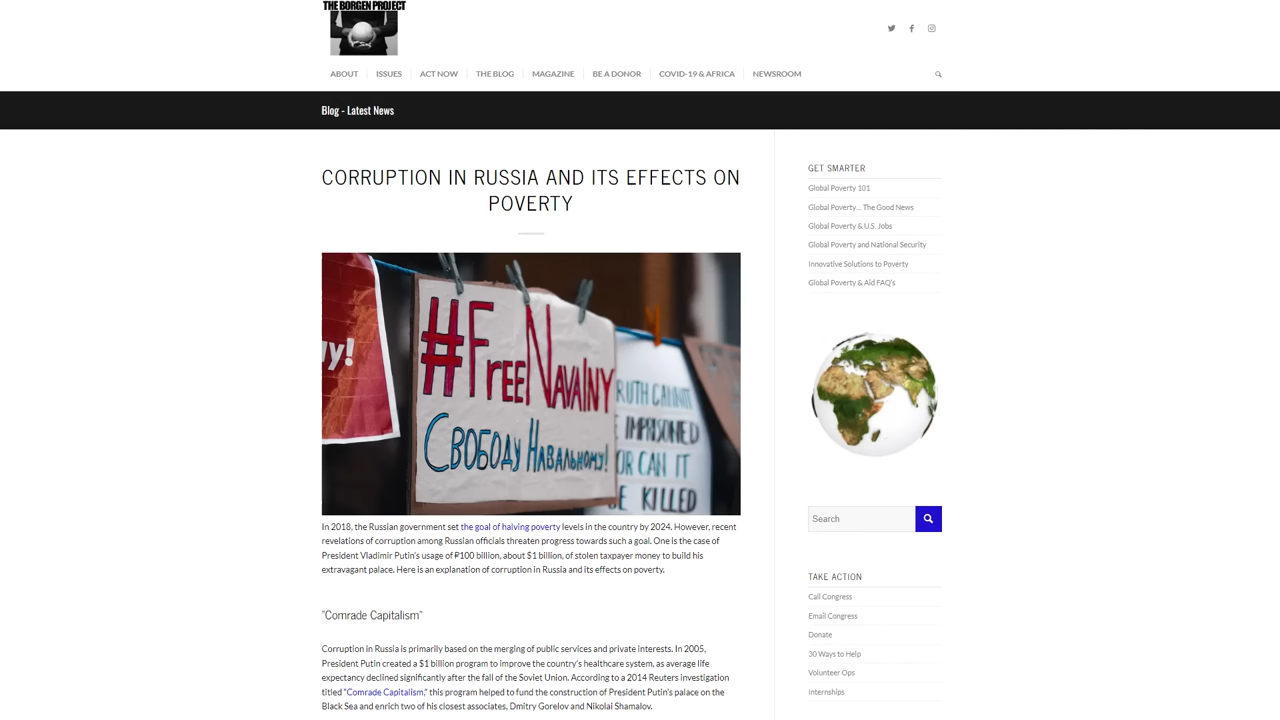 THE BORGEN PROJECT
ABOUT
ISSUES
ACT NOW
THE BLOG
MAGAZINE
BE A DONOR
COVID-19 & AFRICA
NEWSROOM
Blog - Latest News
CORRUPTION IN RUSSIA AND ITS EFFECTS ON
POVERTY
y!
#FreeNavalny
Свободу Навальному!
RUTH CANNOT
E IMPRISONED
OR CAN IT
BE KILLED
In 2018, the Russian government set the goal of halving poverty levels in the country by 2024. However, recent
revelations of corruption among Russian officials threaten progress towards such a goal. One is the case of
President Vladimir Putin's usage of ₽100 billion, about $1 billion, of stolen taxpayer money to build his
extravagant palace. Here is an explanation of corruption in Russia and its effects on poverty.
"Comrade Capitalism"
Corruption in Russia is primarily based on the merging of public services and private interests. In 2005,
President Putin created a $1 billion program to improve the country's healthcare system, as average life
expectancy declined significantly after the fall of the Soviet Union. According to a 2014 Reuters investigation
titled "Comrade Capitalism," this program helped to fund the construction of President Putin's palace on the
Black Sea and enrich two of his closest associates, Dmitry Gorelov and Nikolai Shamalov.
GET SMARTER
Global Poverty 101
Global Poverty... The Good News
Global Poverty & U.S. Jobs
Global Poverty and National Security
Innovative Solutions to Poverty
Global Poverty & Aid FAQ's
Search
TAKE ACTION
Call Congress
Email Congress
Donate
30 Ways to Help
Volunteer Ops
Internships